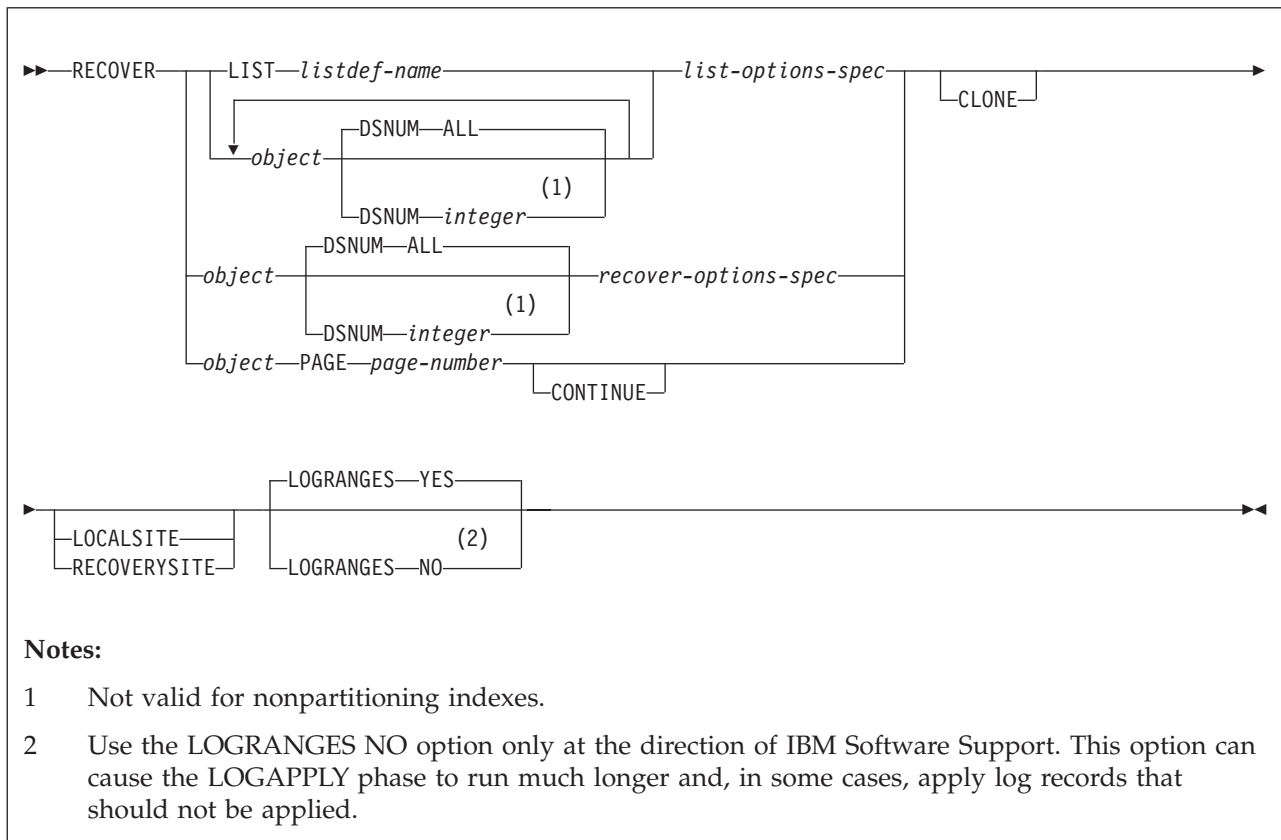 RECOVER LIST listdef-name list-options-spec
CLONE
DSNUM ALL
object
(1)
DSNUM integer
DSNUM ALL
object recover-options-spec
(1)
DSNUM integer
object PAGE page-number
CONTINUE
LOGRANGES YES
LOCALSITE (2)
RECOVERYSITE LOGRANGES NO
Notes:
1 Not valid for nonpartitioning indexes.
2 Use the LOGRANGES NO option only at the direction of IBM Software Support. This option can
cause the LOGAPPLY phase to run much longer and, in some cases, apply log records that
should not be applied.